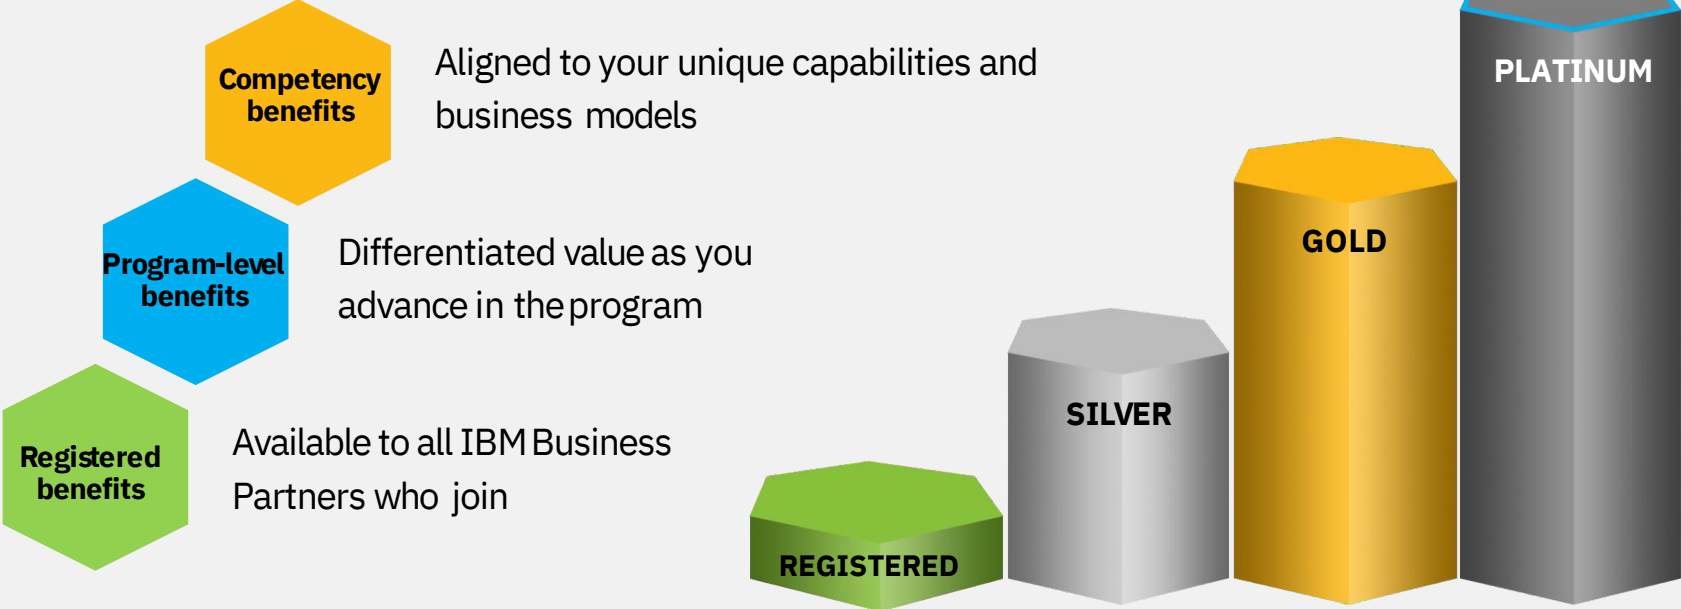 Competency
benefits
Aligned to your unique capabilities and
business models
Program-level
benefits
Differentiated value as you
advance in the program
Registered
benefits
Available to all IBM Business
Partners who join
PLATINUM
GOLD
SILVER
REGISTERED